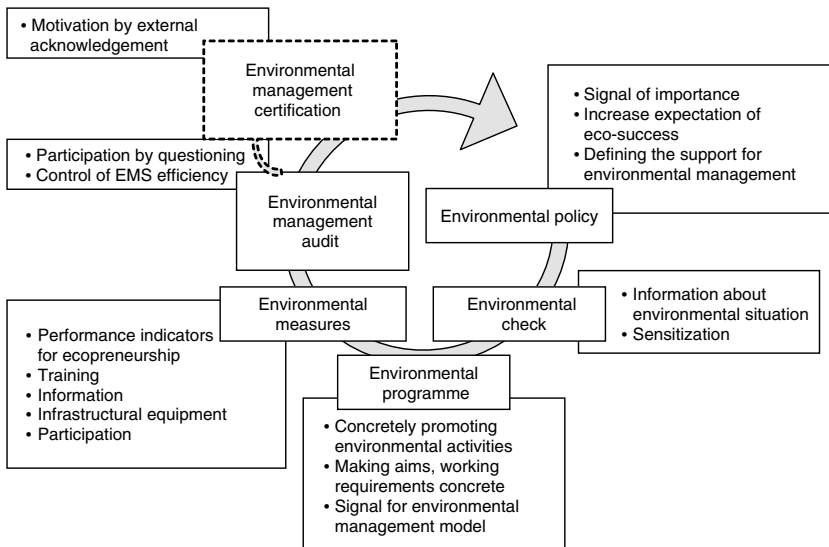 • Motivation by external
acknowledgement
Environmental
management
certification
• Participation by questioning
• Control of EMS efficiency
Environmental
management
audit
• Signal of importance
• Increase expectation of
eco-success
• Defining the support for
environmental management
Environmental policy
Environmental
measures
Environmental
check
• Information about
environmental situation
• Sensitization
• Performance indicators
for ecopreneurship
• Training
• Information
• Infrastructural equipment
• Participation
Environmental
programme
• Concretely promoting
environmental activities
• Making aims, working
requirements concrete
• Signal for environmental
management model